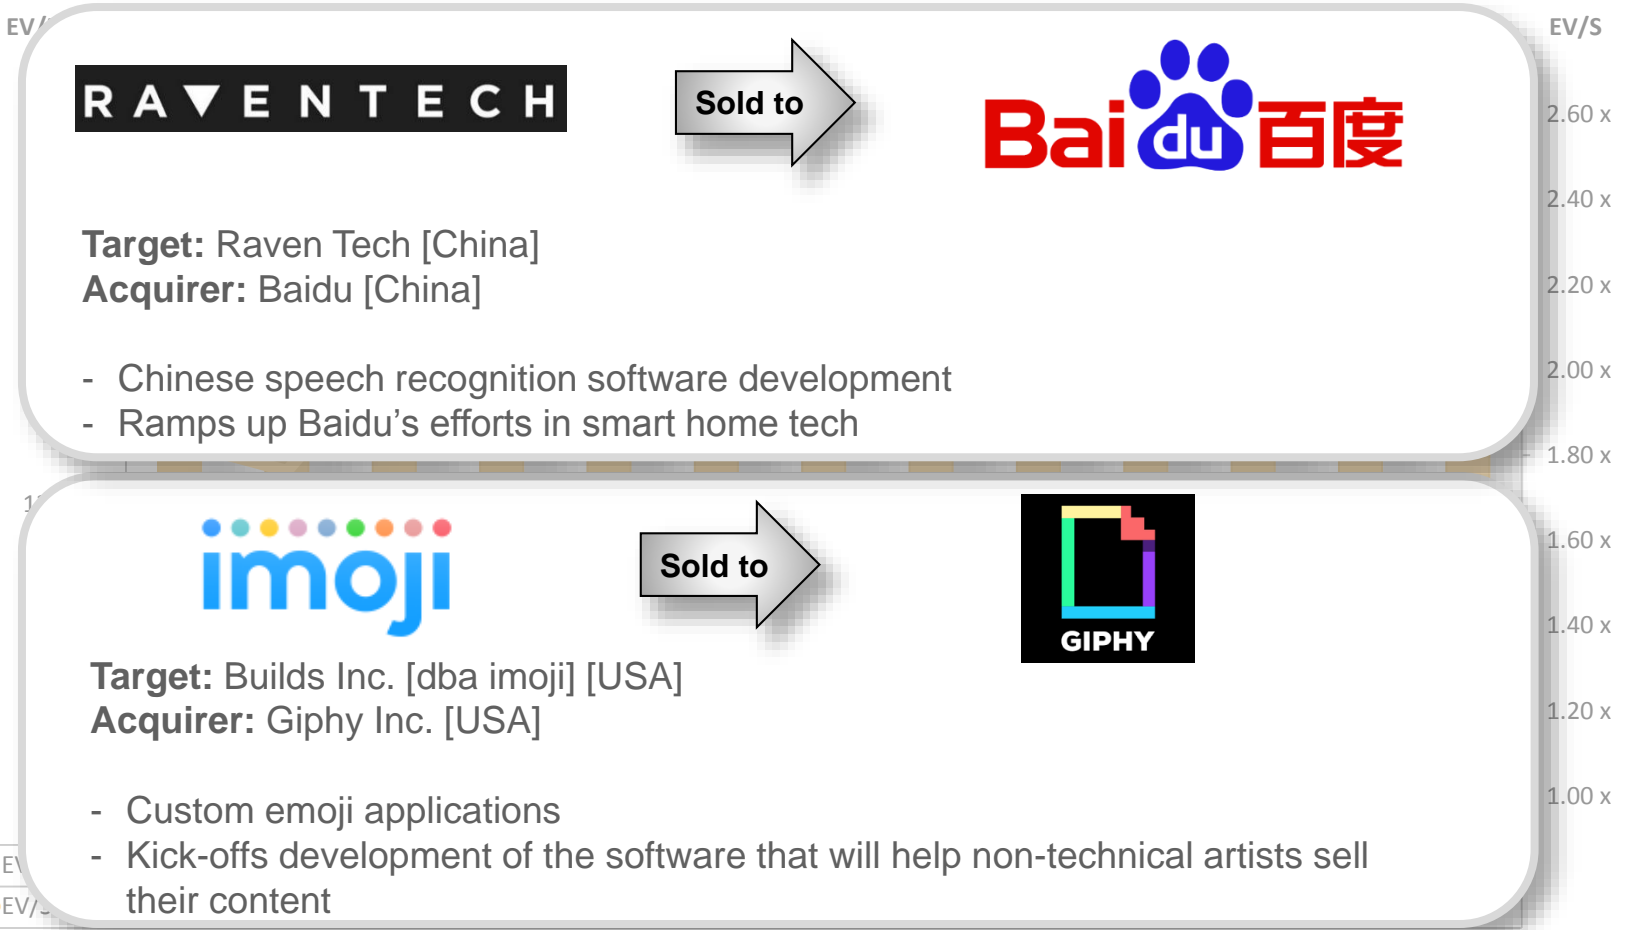 EV/
EV/S
RAVENTECH
Sold to
Bai du 百度
2.60 x
2.40 x
Target: Raven Tech [China]
Acquirer: Baidu [China]
2.20 x
2.00 x
- Chinese speech recognition software development
- Ramps up Baidu’s efforts in smart home tech
1.80 x
imoji
Sold to
GIPHY
1.60 x
1.40 x
Target: Builds Inc. [dba imoji] [USA]
Acquirer: Giphy Inc. [USA]
1.20 x
1.00 x
- Custom emoji applications
- Kick-offs development of the software that will help non-technical artists sell
their content
EV
EV/S